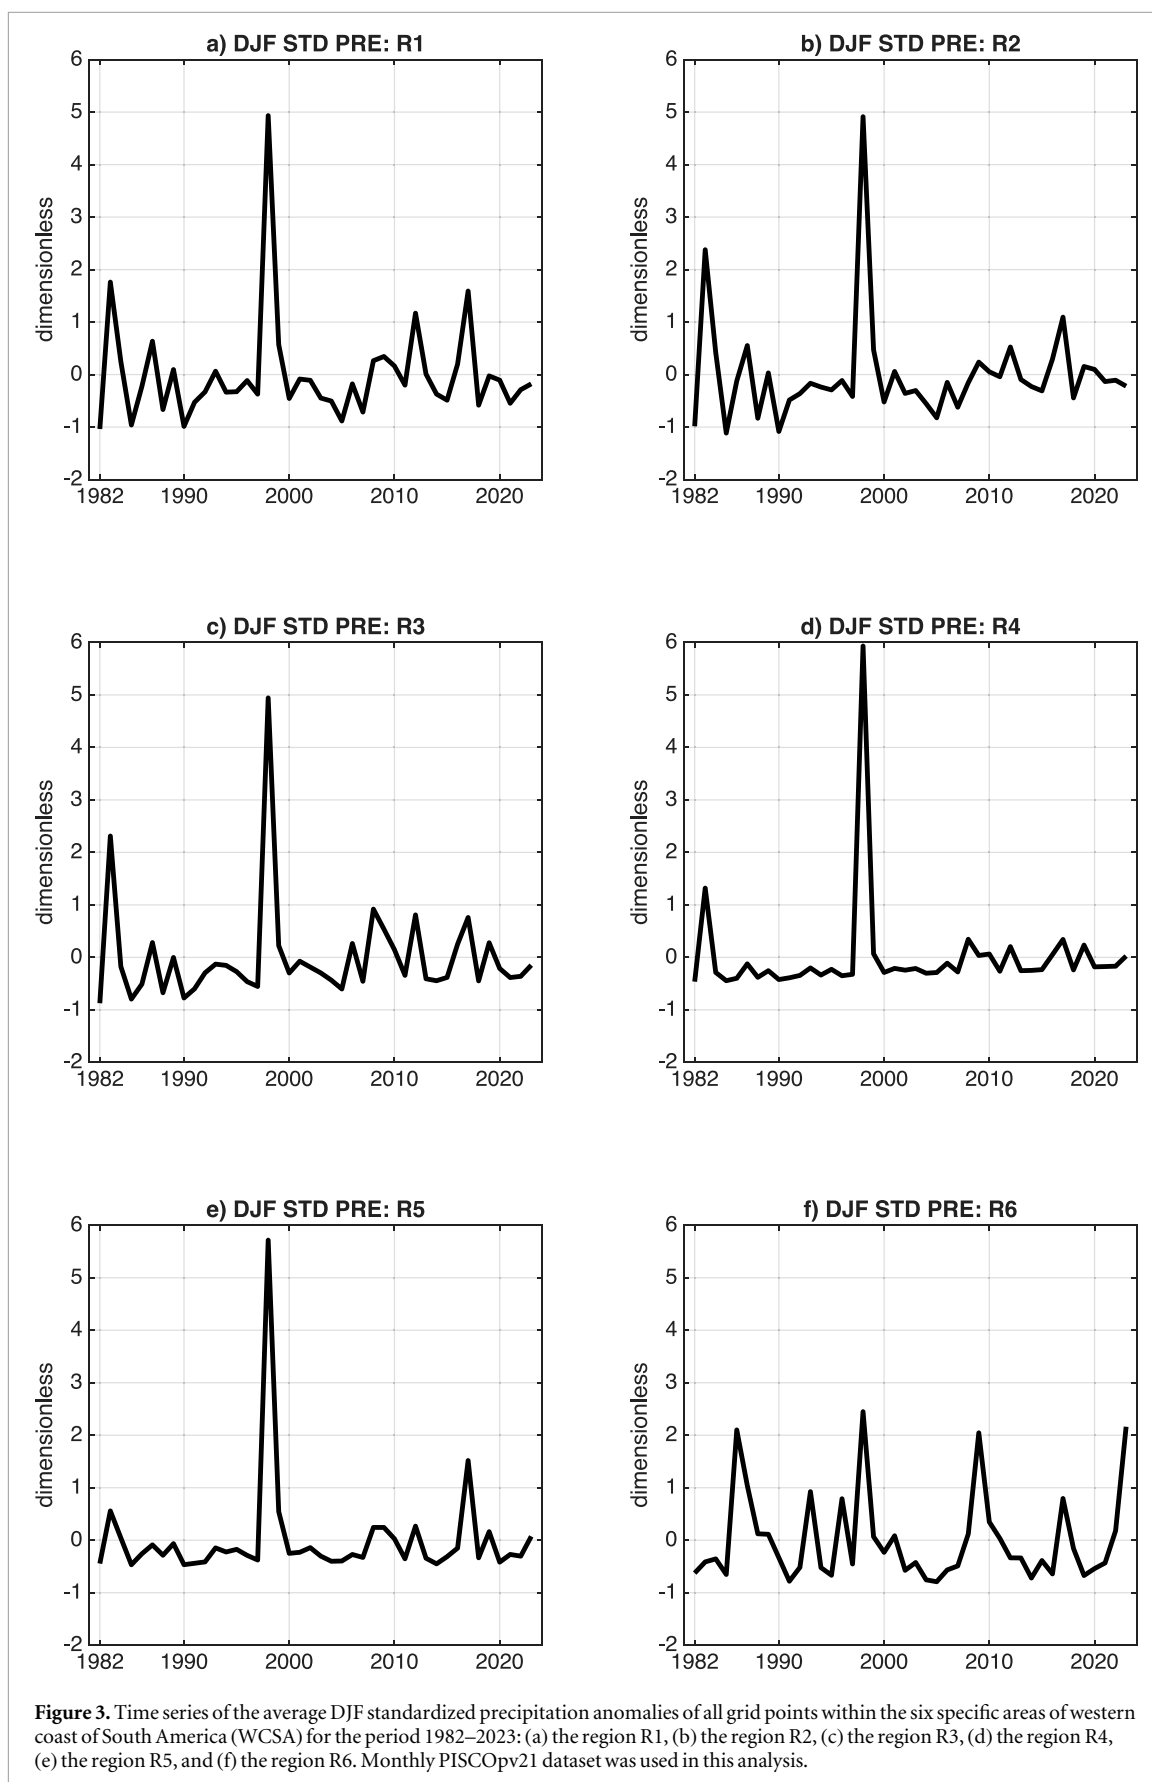 a) DJF STD PRE: R1
6
5
4
3
2
1
0
-1
-2
dimensionless
1982 1990 2000 2010 2020
b) DJF STD PRE: R2
6
5
4
3
2
1
0
-1
-2
dimensionless
1982 1990 2000 2010 2020
c) DJF STD PRE: R3
6
5
4
3
2
1
0
-1
-2
dimensionless
1982 1990 2000 2010 2020
d) DJF STD PRE: R4
6
5
4
3
2
1
0
-1
-2
dimensionless
1982 1990 2000 2010 2020
e) DJF STD PRE: R5
6
5
4
3
2
1
0
-1
-2
dimensionless
1982 1990 2000 2010 2020
f) DJF STD PRE: R6
6
5
4
3
2
1
0
-1
-2
dimensionless
1982 1990 2000 2010 2020
Figure 3. Time series of the average DJF standardized precipitation anomalies of all grid points within the six specific areas of western
coast of South America (WCSA) for the period 1982–2023: (a) the region R1, (b) the region R2, (c) the region R3, (d) the region R4,
(e) the region R5, and (f) the region R6. Monthly PISCOpv21 dataset was used in this analysis.